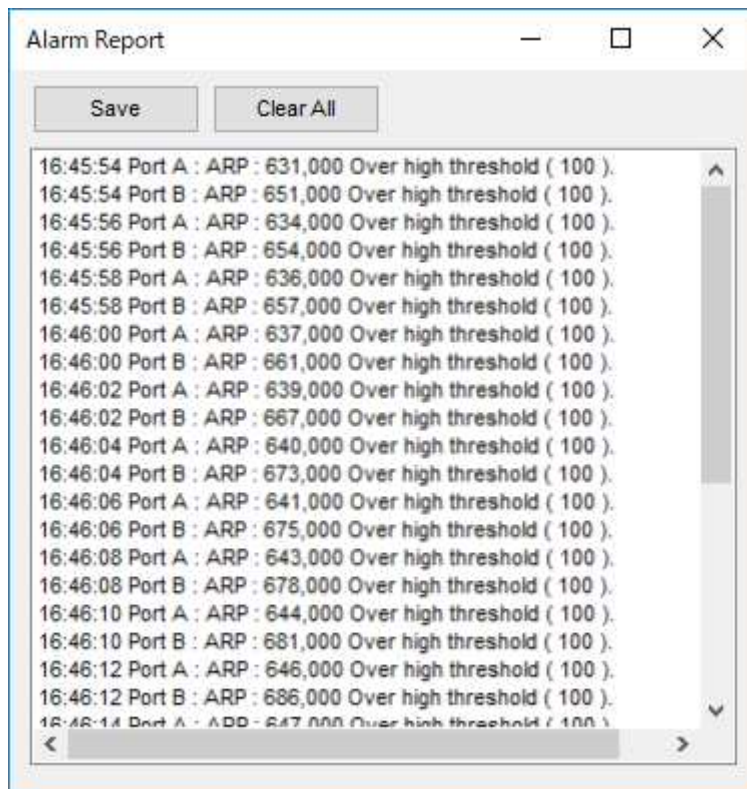 Alarm Report
Save
Clear All
16:45:54 Port A : ARP : 631,000 Over high threshold ( 100 ).
16:45:54 Port B : ARP : 651,000 Over high threshold ( 100 ).
16:45:56 Port A : ARP : 634,000 Over high threshold ( 100 ).
16:45:56 Port B : ARP : 654,000 Over high threshold ( 100 ).
16:45:58 Port A : ARP : 636,000 Over high threshold ( 100 ).
16:45:58 Port B : ARP : 657,000 Over high threshold ( 100 ).
16:46:00 Port A : ARP : 637,000 Over high threshold ( 100 ).
16:46:00 Port B : ARP : 661,000 Over high threshold ( 100 ).
16:46:02 Port A : ARP : 639,000 Over high threshold ( 100 ).
16:46:02 Port B : ARP : 667,000 Over high threshold ( 100 ).
16:46:04 Port A : ARP : 640,000 Over high threshold ( 100 ).
16:46:04 Port B : ARP : 673,000 Over high threshold ( 100 ).
16:46:06 Port A : ARP : 641,000 Over high threshold ( 100 ).
16:46:06 Port B : ARP : 675,000 Over high threshold ( 100 ).
16:46:08 Port A : ARP : 643,000 Over high threshold ( 100 ).
16:46:08 Port B : ARP : 678,000 Over high threshold ( 100 ).
16:46:10 Port A : ARP : 644,000 Over high threshold ( 100 ).
16:46:10 Port B : ARP : 681,000 Over high threshold ( 100 ).
16:46:12 Port A : ARP : 646,000 Over high threshold ( 100 ).
16:46:12 Port B : ARP : 686,000 Over high threshold ( 100 ).
16:46:14 Port A : ARP : 647,000 Over high threshold ( 100 ).